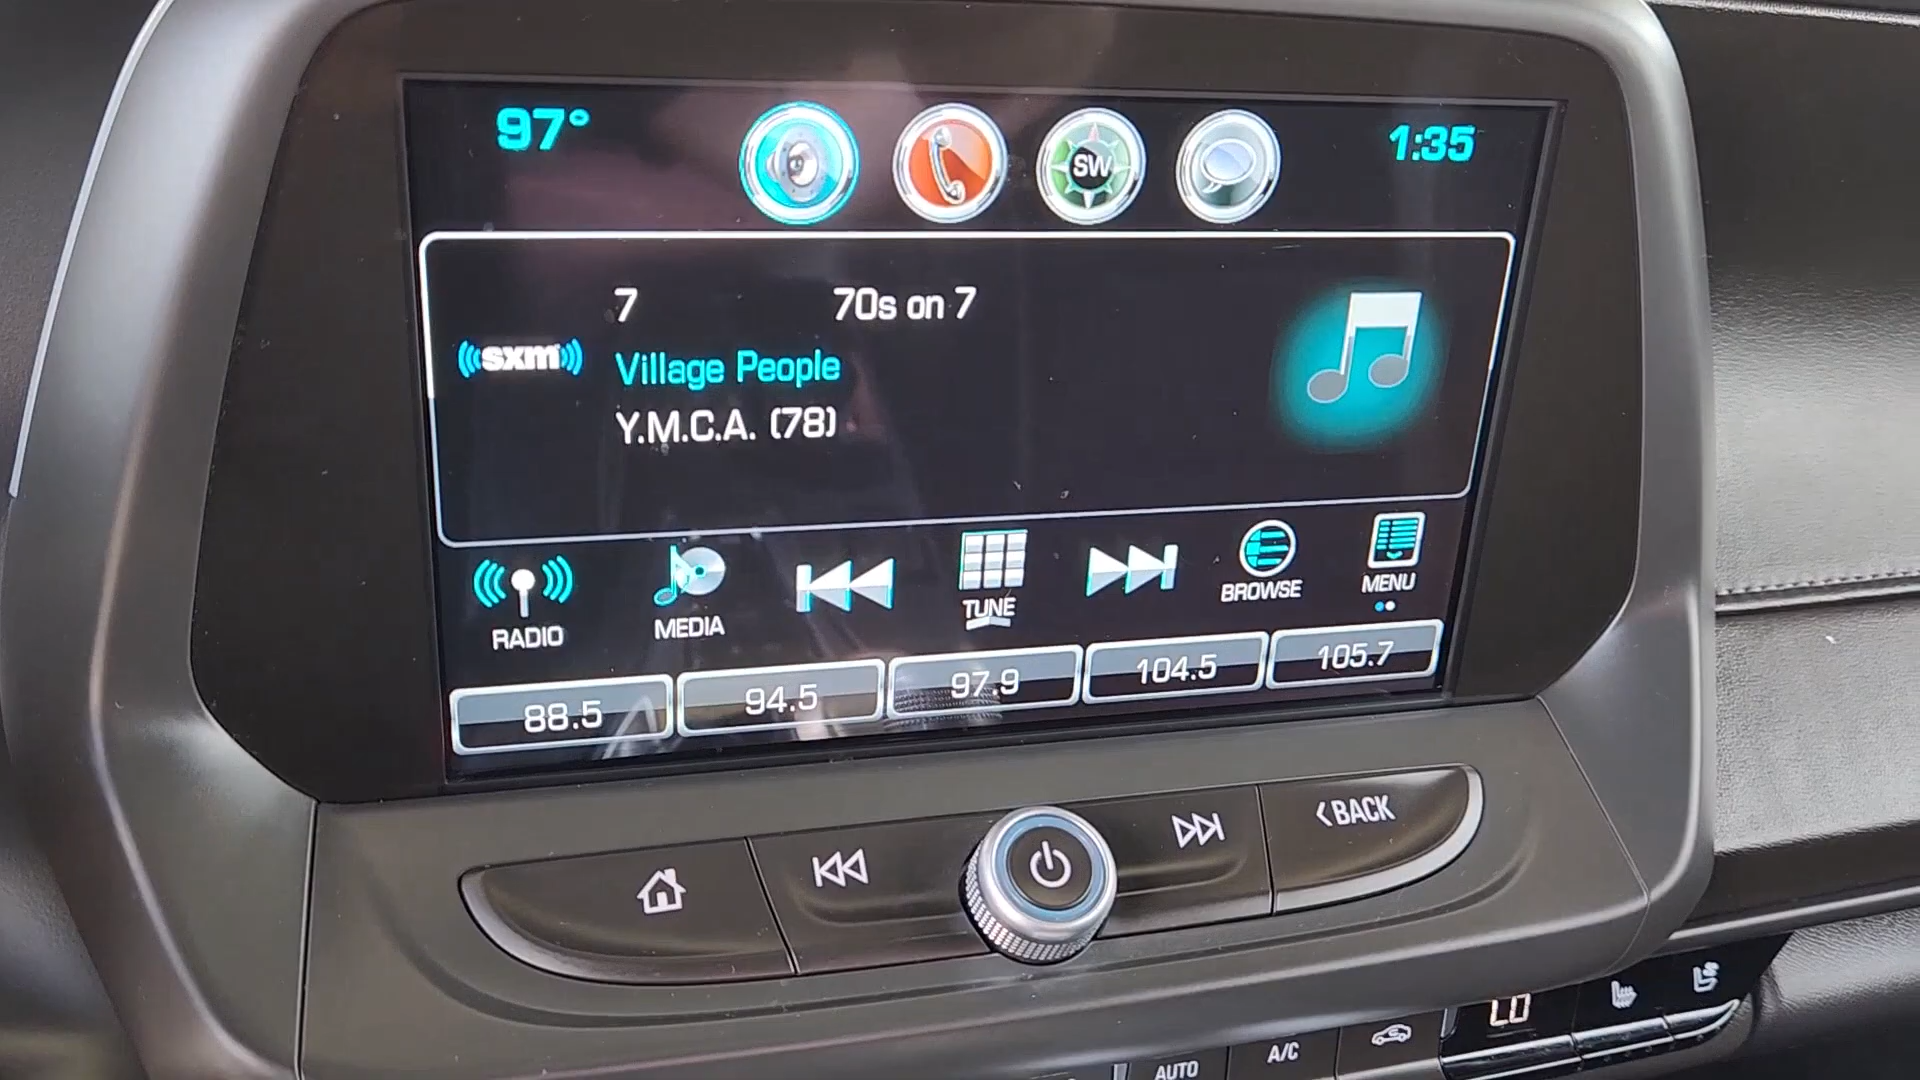 97°
SW
1:35
7
70s on 7
sxm
Village People
Y.M.C.A. (78)
RADIO
MEDIA
TUNE
BROWSE
MENU
88.5
94.5
97.9
104.5
105.7
<BACK
LO
AUTO
A/C